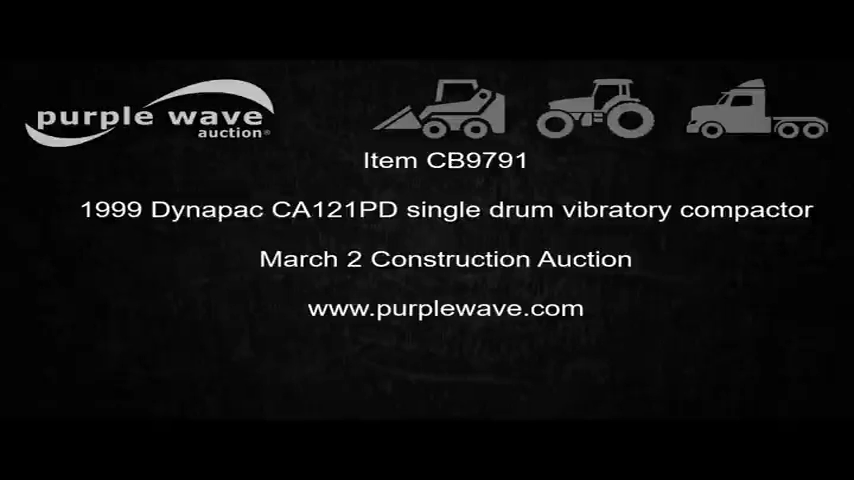 purple wave
auction®
Item CB9791
1999 Dynapac CA121PD single drum vibratory compactor
March 2 Construction Auction
www.purplewave.com